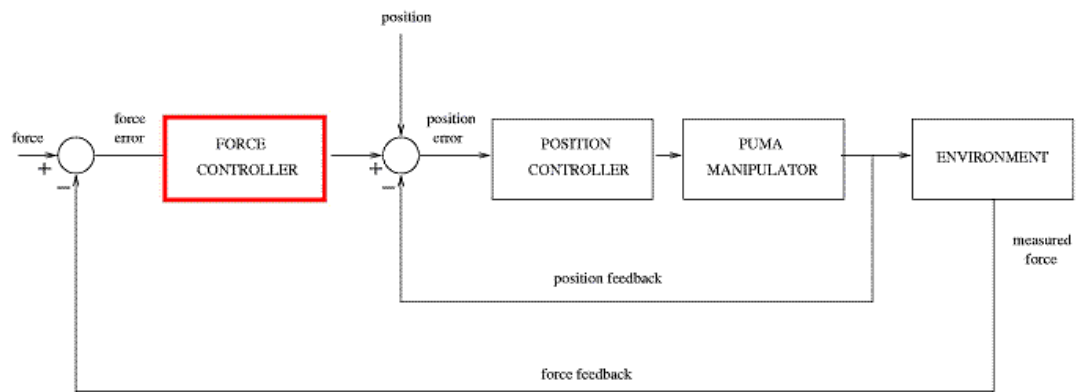 position
force
force
error
FORCE
CONTROLLER
position
error
POSITION
CONTROLLER
PUMA
MANIPULATOR
ENVIRONMENT
+
−
+
−
measured
force
position feedback
force feedback